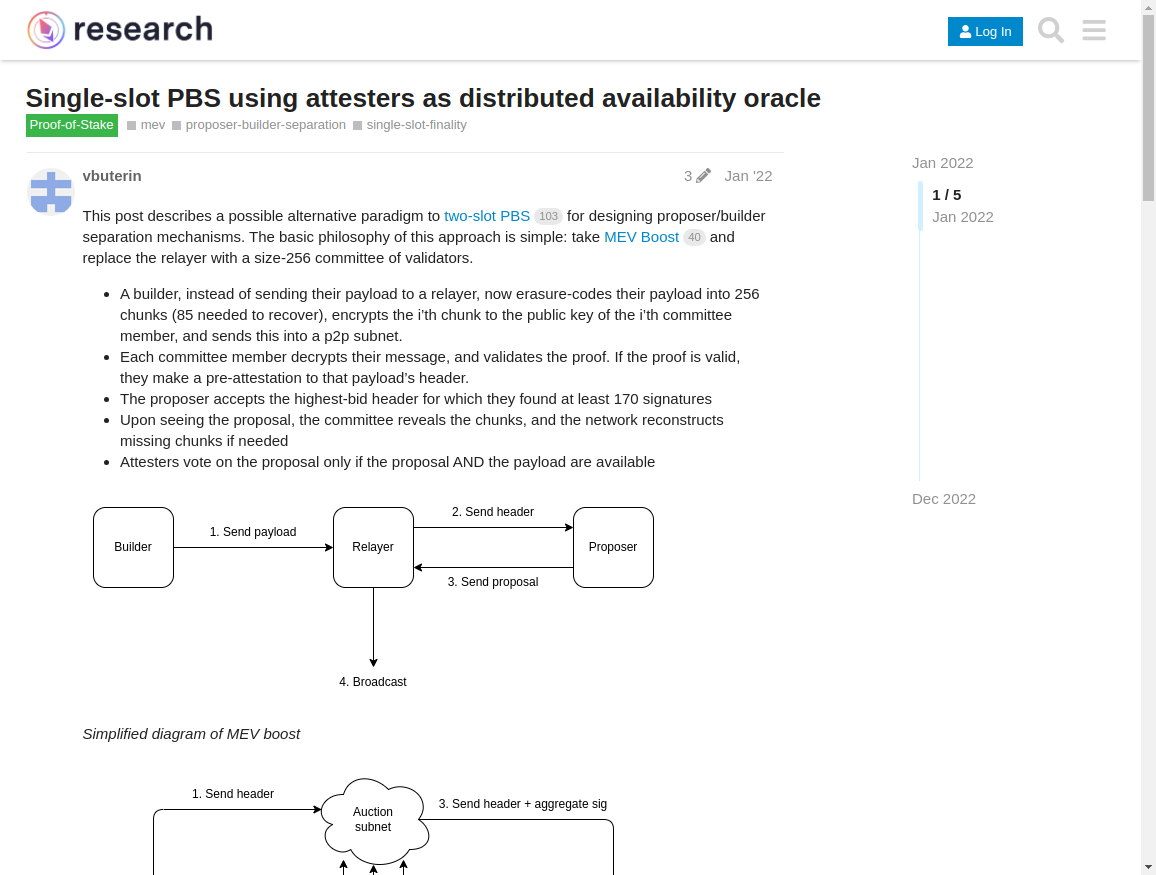 research
Log In
Single-slot PBS using attesters as distributed availability oracle
Proof-of-Stake mev proposer-builder-separation single-slot-finality
vbuterin 3 Jan '22
This post describes a possible alternative paradigm to two-slot PBS 103 for designing proposer/builder
separation mechanisms. The basic philosophy of this approach is simple: take MEV Boost 40 and
replace the relayer with a size-256 committee of validators.
• A builder, instead of sending their payload to a relayer, now erasure-codes their payload into 256
chunks (85 needed to recover), encrypts the i’th chunk to the public key of the i’th committee
member, and sends this into a p2p subnet.
• Each committee member decrypts their message, and validates the proof. If the proof is valid,
they make a pre-attestation to that payload’s header.
• The proposer accepts the highest-bid header for which they found at least 170 signatures
• Upon seeing the proposal, the committee reveals the chunks, and the network reconstructs
missing chunks if needed
• Attesters vote on the proposal only if the proposal AND the payload are available
Builder
1. Send payload
Relayer
2. Send header
Proposer
3. Send proposal
4. Broadcast
Simplified diagram of MEV boost
1. Send header
Auction
subnet
3. Send header + aggregate sig
Jan 2022
1 / 5
Jan 2022
Dec 2022